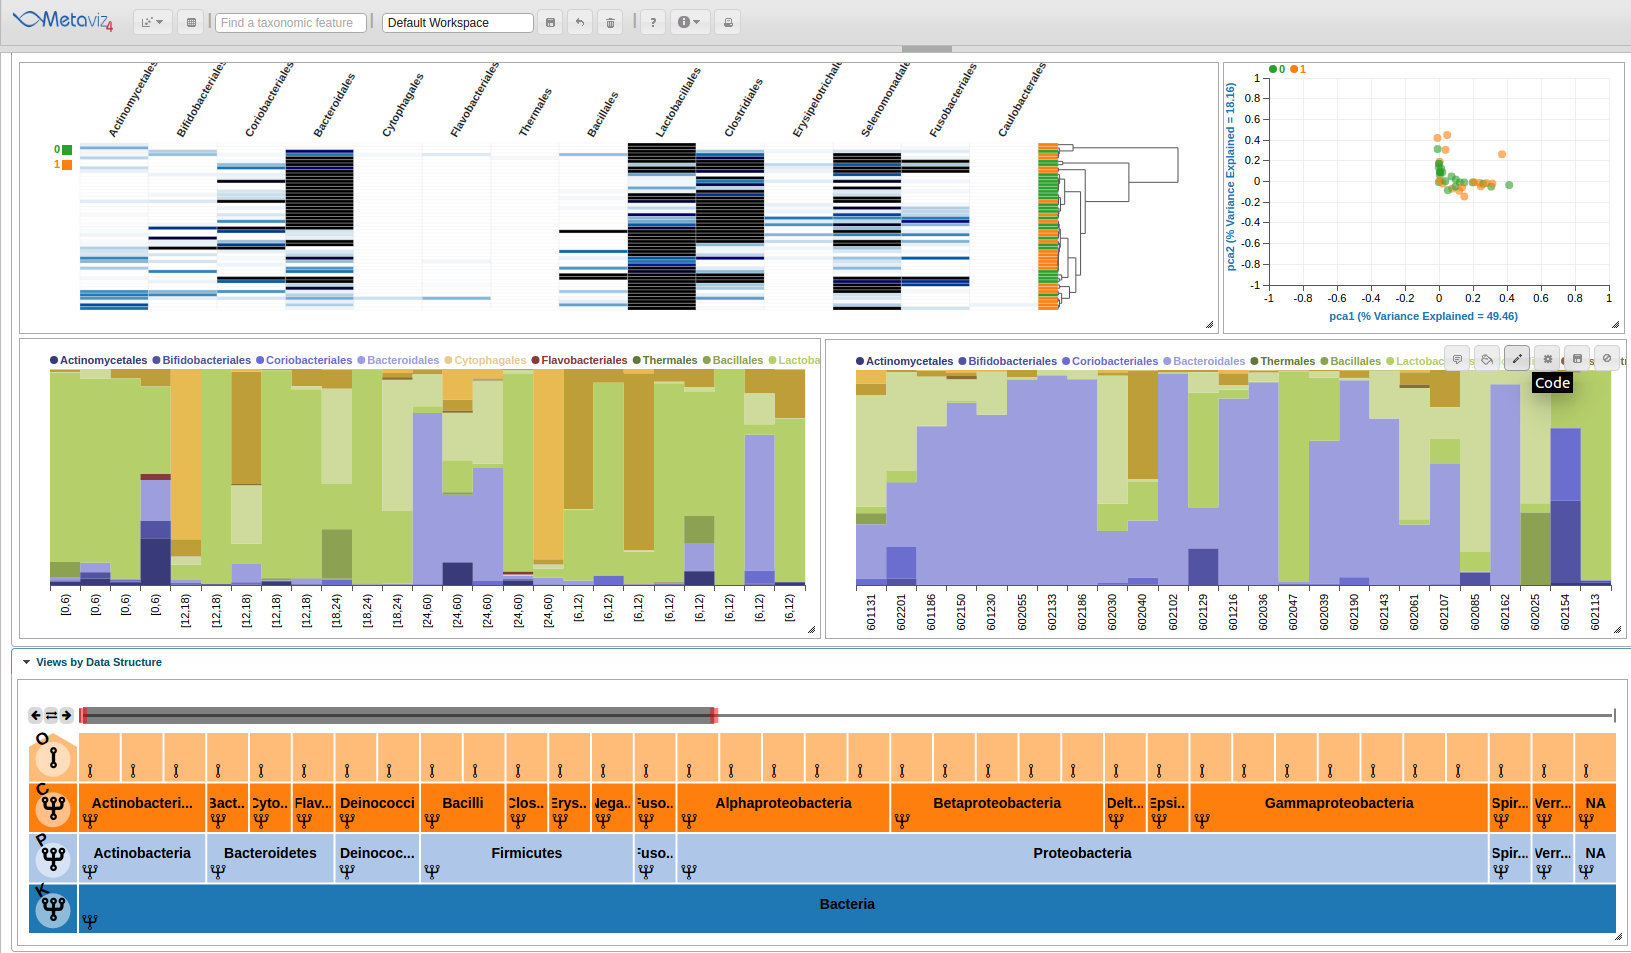 Metaviz 4
Find a taxonomic feature
Default Workspace
Actinomycetales
Bifidobacteriales
Coriobacteriales
Bacteroidales
Cytophagales
Flavobacteriales
Thermales
Bacillales
Lactobacillales
Clostridiales
Erysipelotrichale
Selenomonadale
Fusobacteriales
Caulobacterales
0
1
0 1
pca2 (% Variance Explained = 18.16)
1
0.8
0.6
0.4
0.2
0
-0.2
-0.4
-0.6
-0.8
-1
-1 -0.8 -0.6 -0.4 -0.2 0 0.2 0.4 0.6 0.8 1
pca1 (% Variance Explained = 49.46)
Actinomycetales Bifidobacteriales Coriobacteriales Bacteroidales Cytophagales Flavobacteriales Thermales Bacillales Lactoba
[0,6) [0,6) [0,6) [0,6) [12,18) [12,18) [12,18) [12,18) [12,18) [18,24) [18,24) [18,24) [24,60) [24,60) [24,60) [24,60) [24,60) [6,12) [6,12) [6,12) [6,12) [6,12) [6,12) [6,12) [6,12)
Actinomycetales Bifidobacteriales Coriobacteriales Bacteroidales Thermales Bacillales Lactobac
Code
601131 602201 601186 602150 601230 602055 602133 602186 602030 602040 602102 602129 601216 602036 602047 602039 602190 602143 602061 602107 602085 602162 602025 602154 602113
Views by Data Structure
O
C
Actinobacteri... Bact.. Cyto.. Flav... Deinococci Bacilli Clos.. Erys.. Nega.. Fuso.. Alphaproteobacteria Betaproteobacteria Delt.. Epsi.. Gammaproteobacteria Spir... Verr... NA
P
Actinobacteria Bacteroidetes Deinococ... Firmicutes Fuso.. Proteobacteria Spir... Verr... NA
K
Bacteria